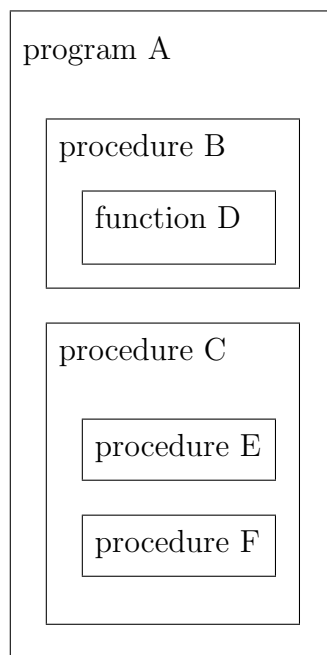 program A
procedure B
function D
procedure C
procedure E
procedure F